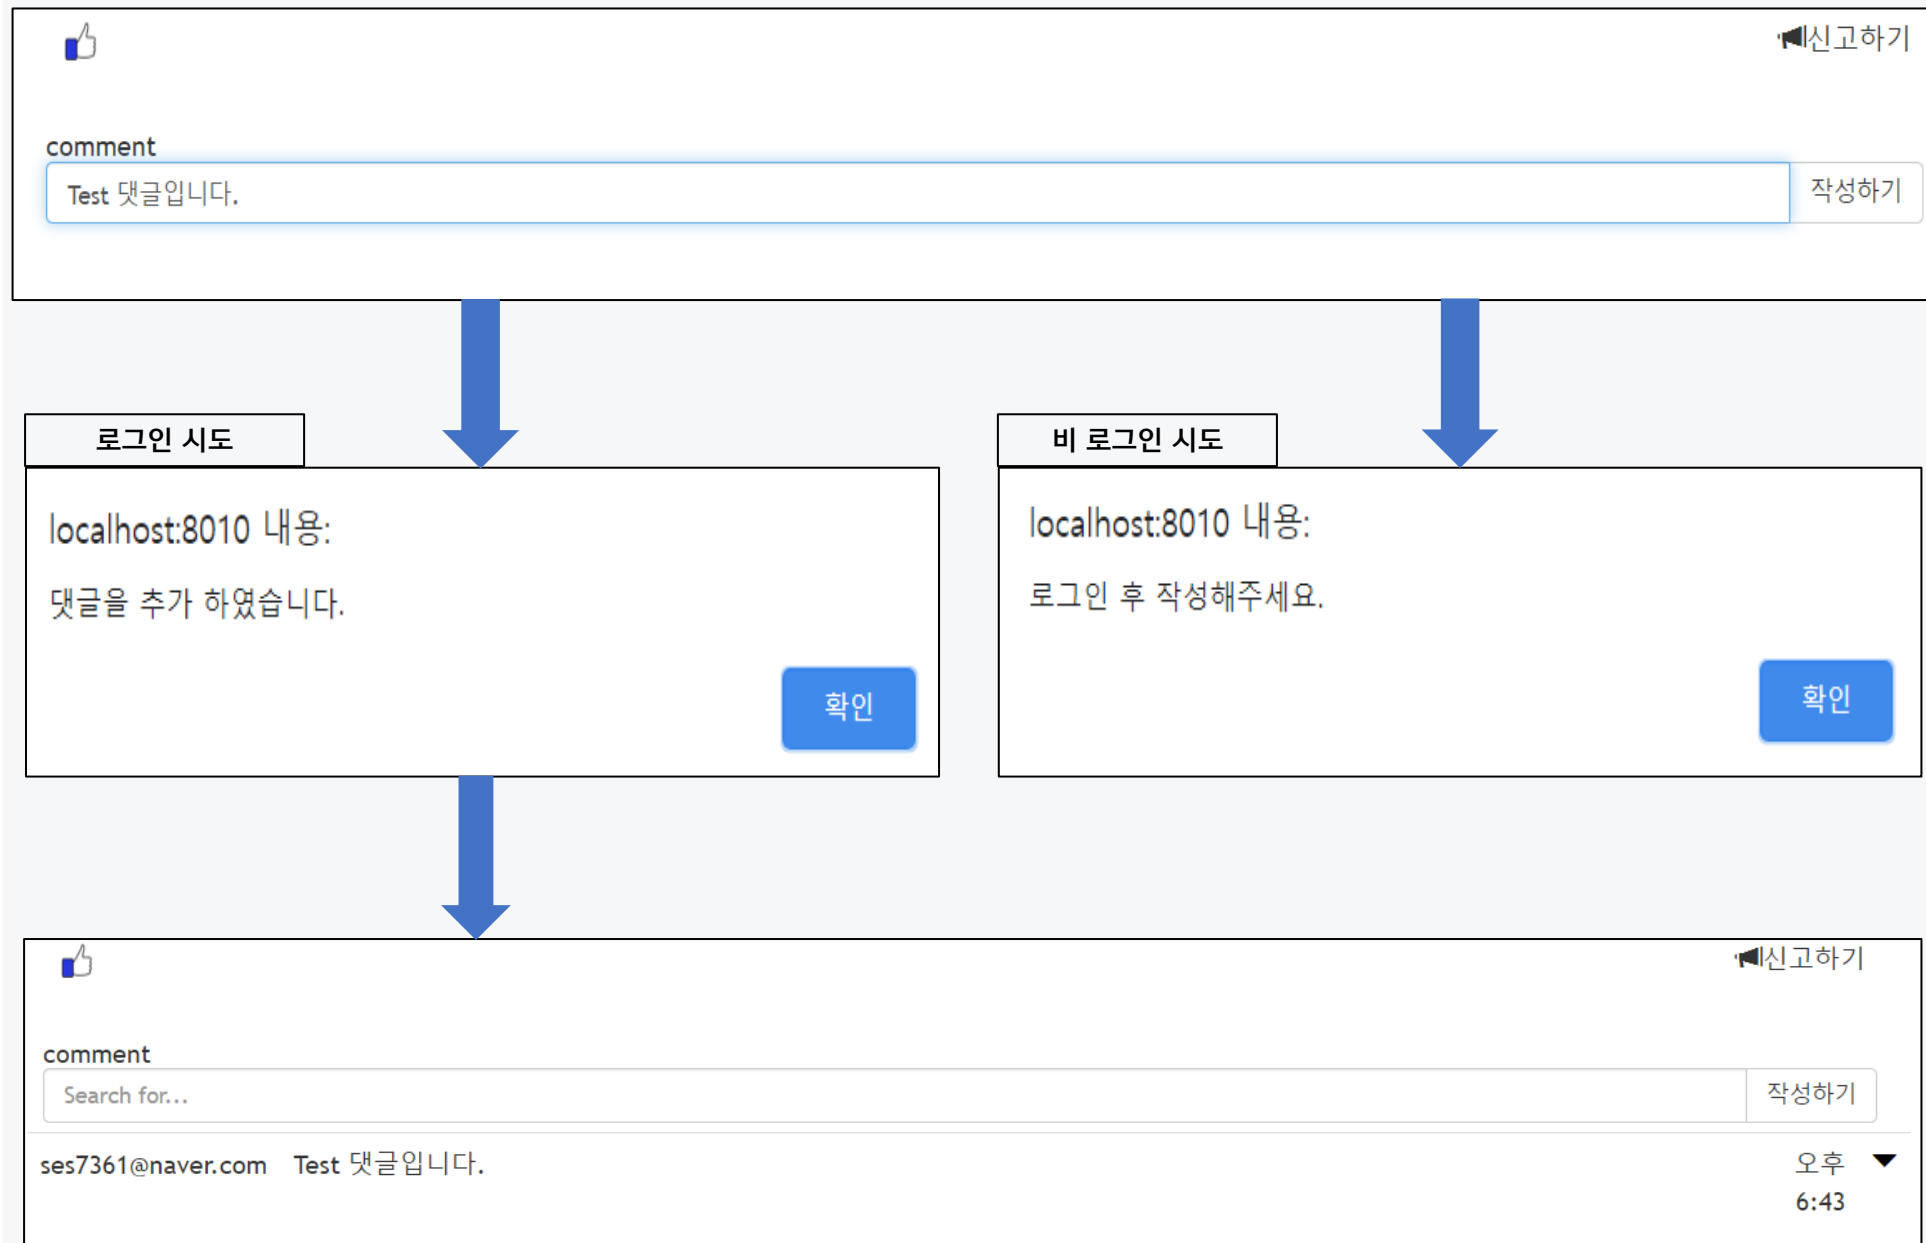 신고하기
comment
Test 댓글입니다.
작성하기
로그인 시도
비 로그인 시도
localhost:8010 내용:
댓글을 추가 하였습니다.
확인
localhost:8010 내용:
로그인 후 작성해주세요.
확인
신고하기
comment
Search for...
작성하기
ses7361@naver.com Test 댓글입니다.
오후
6:43